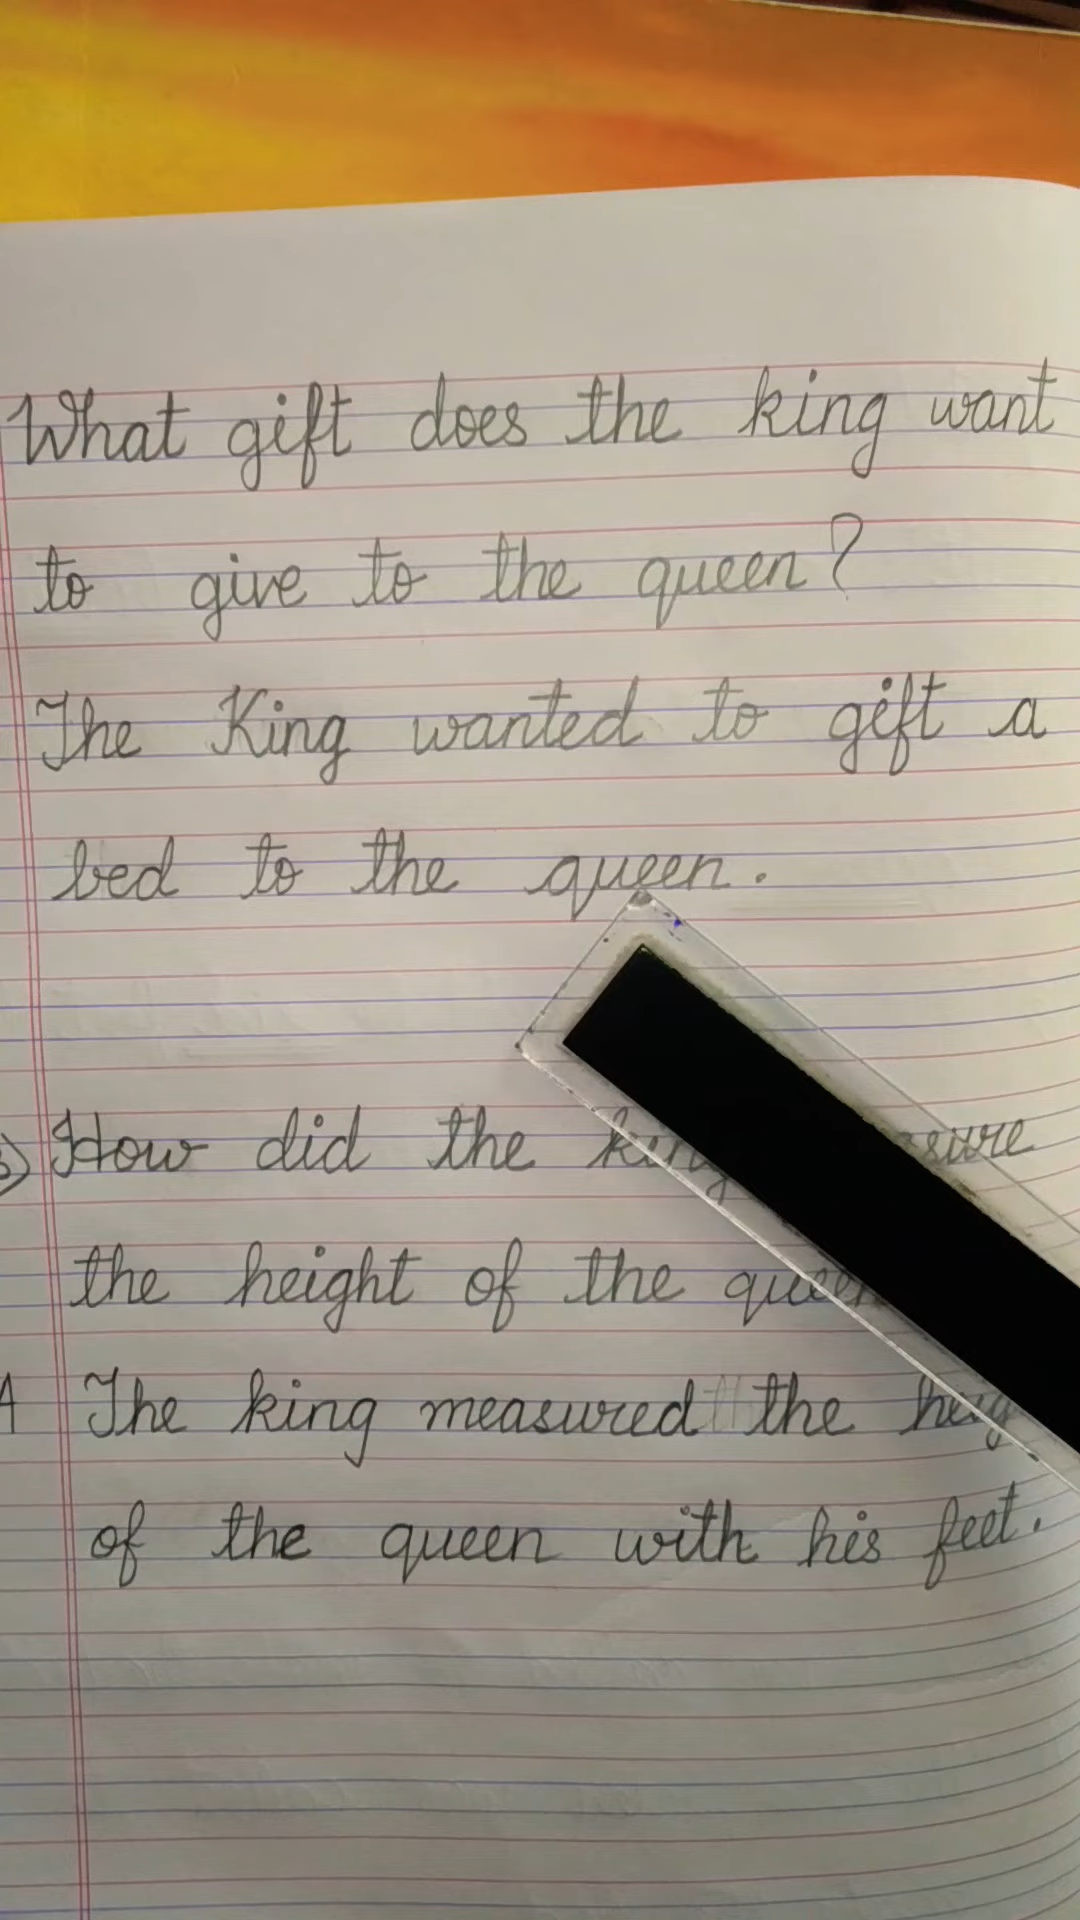 What gift does the king want
to give to the queen?
The King wanted to gift a
bed to the queen.
How did the
the height of the
A The king measured the
of the queen with his feet.